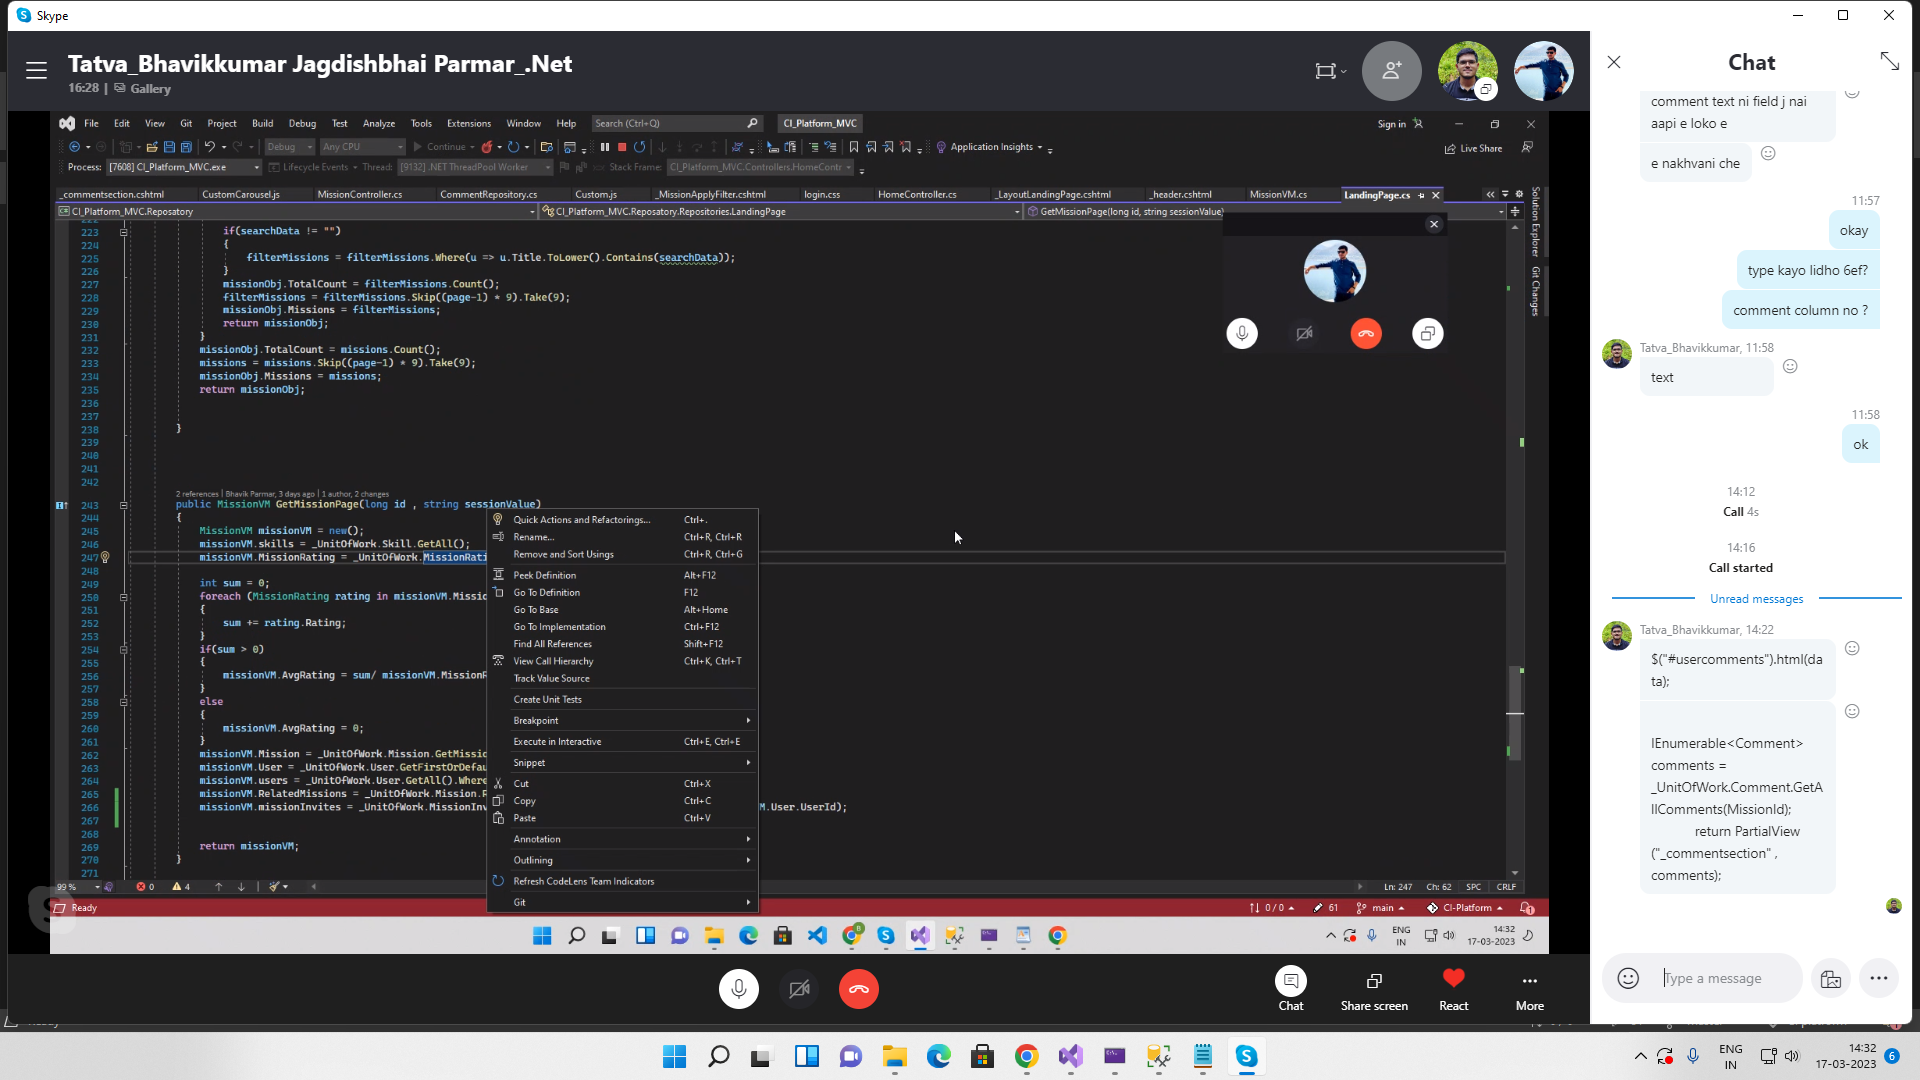 Skype
Tatva_Bhavikkumar Jagdishbhai Parmar_.Net
16:28 | Gallery
File Edit View Git Project Build Debug Test Analyze Tools Extensions Window Help Search (Ctrl+Q) CI_Platform_MVC Sign in
Debug Any CPU Continue Application Insights Live Share
Process: [7608] CI_Platform_MVC.exe Lifecycle Events Thread: [9132] .NET ThreadPool Worker Stack Frame: CI_Platform_MVC.Controllers.HomeContr
_commentsection.cshtml CustomCarousel.js MissionController.cs CommentRepository.cs Custom.js _MissionApplyFilter.cshtml login.css HomeController.cs _LayoutLandingPage.cshtml _header.cshtml MissionVM.cs LandingPage.cs
CI_Platform_MVC.Reposatory CI_Platform_MVC.Reposatory.Repositories.LandingPage GetMissionPage(long id, string sessionValue)
Solution Explorer
Git Changes
223 if(searchData != "")
224 {
225 filterMissions = filterMissions.Where(u => u.Title.ToLower().Contains(searchData));
226 }
227 missionObj.TotalCount = filterMissions.Count();
228 filterMissions = filterMissions.Skip((page-1) * 9).Take(9);
229 missionObj.Missions = filterMissions;
230 return missionObj;
231 }
232 missionObj.TotalCount = missions.Count();
233 missions = missions.Skip((page-1) * 9).Take(9);
234 missionObj.Missions = missions;
235 return missionObj;
236
237
238 }
239
240
241
242
2 references | Bhavik Parmar, 3 days ago | 1 author, 2 changes
243 public MissionVM GetMissionPage(long id , string sessionValue)
244 {
245 MissionVM missionVM = new();
246 missionVM.skills = _UnitOfWork.Skill.GetAll();
247 missionVM.MissionRating = _UnitOfWork.MissionRati
248
249 int sum = 0;
250 foreach (MissionRating rating in missionVM.Missio
251 {
252 sum += rating.Rating;
253 }
254 if(sum > 0)
255 {
256 missionVM.AvgRating = sum/ missionVM.MissionR
257 }
258 else
259 {
260 missionVM.AvgRating = 0;
261 }
262 missionVM.Mission = _UnitOfWork.Mission.GetMissio
263 missionVM.User = _UnitOfWork.User.GetFirstOrDefau
264 missionVM.users = _UnitOfWork.User.GetAll().Where
265 missionVM.RelatedMissions = _UnitOfWork.Mission.
266 missionVM.missionInvites = _UnitOfWork.MissionInv M.User.UserId);
267
268
269 return missionVM;
270 }
271
Quick Actions and Refactorings... Ctrl+.
Rename... Ctrl+R, Ctrl+R
Remove and Sort Usings Ctrl+R, Ctrl+G
Peek Definition Alt+F12
Go To Definition F12
Go To Base Alt+Home
Go To Implementation Ctrl+F12
Find All References Shift+F12
View Call Hierarchy Ctrl+K, Ctrl+T
Track Value Source
Create Unit Tests
Breakpoint
Execute in Interactive Ctrl+E, Ctrl+E
Snippet
Cut Ctrl+X
Copy Ctrl+C
Paste Ctrl+V
Annotation
Outlining
Refresh CodeLens Team Indicators
Git
99 % 0 4 Ln: 247 Ch: 62 SPC CRLF
Ready 0 / 0 61 main CI-Platform 1
ENG
IN
14:32
17-03-2023
Chat
Share screen
React
More
Chat
comment text ni field j nai
aapi e loko e
e nakhvani che
11:57
okay
type kayo lidho 6ef?
comment column no ?
Tatva_Bhavikkumar, 11:58
text
11:58
ok
14:12
Call 4s
14:16
Call started
Unread messages
Tatva_Bhavikkumar, 14:22
$("#usercomments").html(da
ta);
IEnumerable<Comment>
comments =
_UnitOfWork.Comment.GetA
llComments(MissionId);
return PartialView
("_commentsection" ,
comments);
Type a message
ENG
IN
14:32
17-03-2023
6